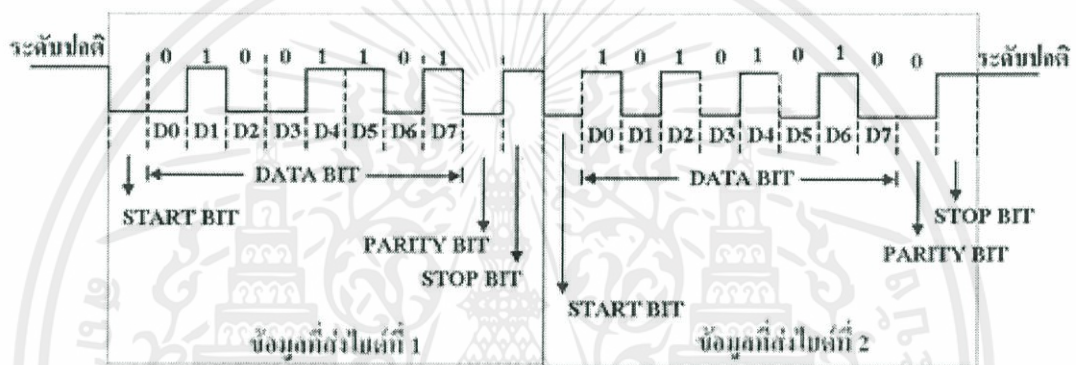 ระดับปกติ 0 1 0 0 1 1 0 1 1 0 1 0 1 0 1 0 0 ระดับปกติ
D0 D1 D2 D3 D4 D5 D6 D7 D0 D1 D2 D3 D4 D5 D6 D7
DATA BIT DATA BIT
START BIT STOP BIT
PARITY BIT PARITY BIT
STOP BIT
START BIT
ข้อมูลที่ส่งไบต์ที่ 1 ข้อมูลที่ส่งไบต์ที่ 2